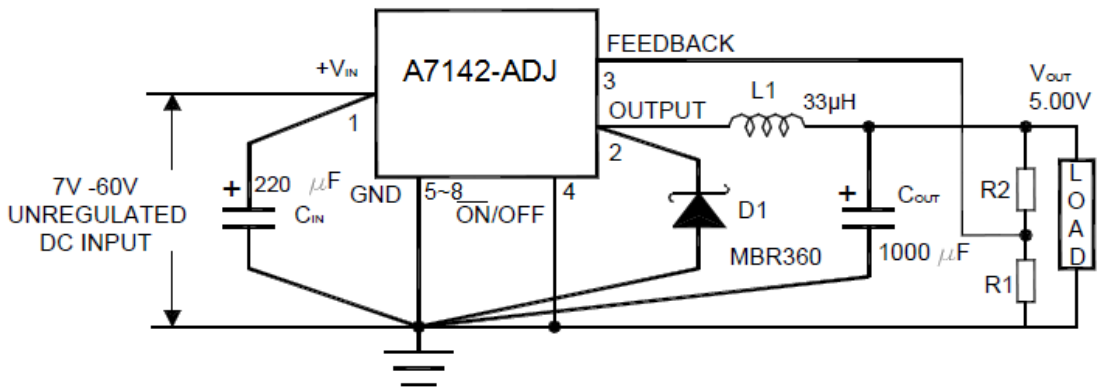 FEEDBACK
A7142-ADJ
+VIN
3
VOUT
5.00V
L1
33μH
OUTPUT
1
2
7V -60V
UNREGULATED
DC INPUT
+
220 μF
CIN
GND
5~8
4
ON/OFF
D1
MBR360
+
COUT
1000 μF
R2
R1
LOAD